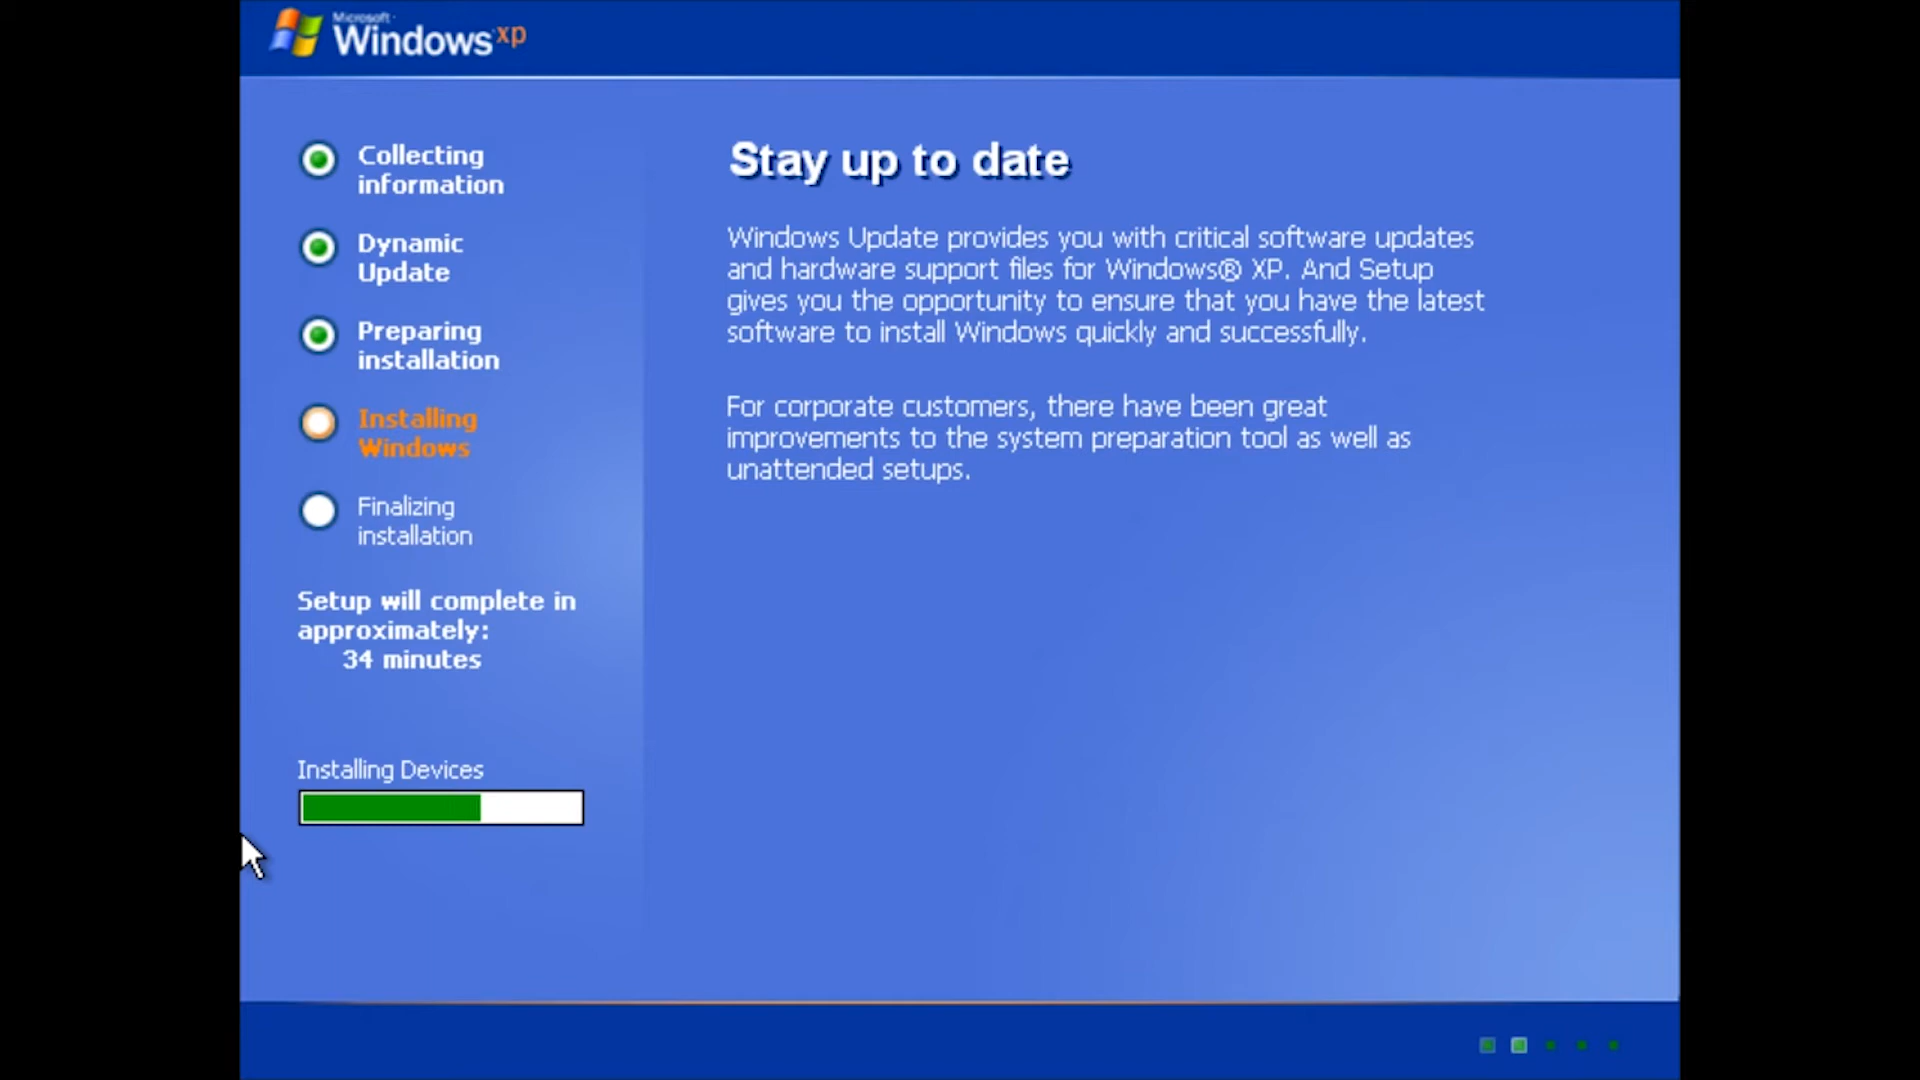 Microsoft
Windows xp
Collecting
information
Dynamic
Update
Preparing
installation
Installing
Windows
Finalizing
installation
Setup will complete in
approximately:
34 minutes
Installing Devices
Stay up to date
Windows Update provides you with critical software updates
and hardware support files for Windows® XP. And Setup
gives you the opportunity to ensure that you have the latest
software to install Windows quickly and successfully.
For corporate customers, there have been great
improvements to the system preparation tool as well as
unattended setups.